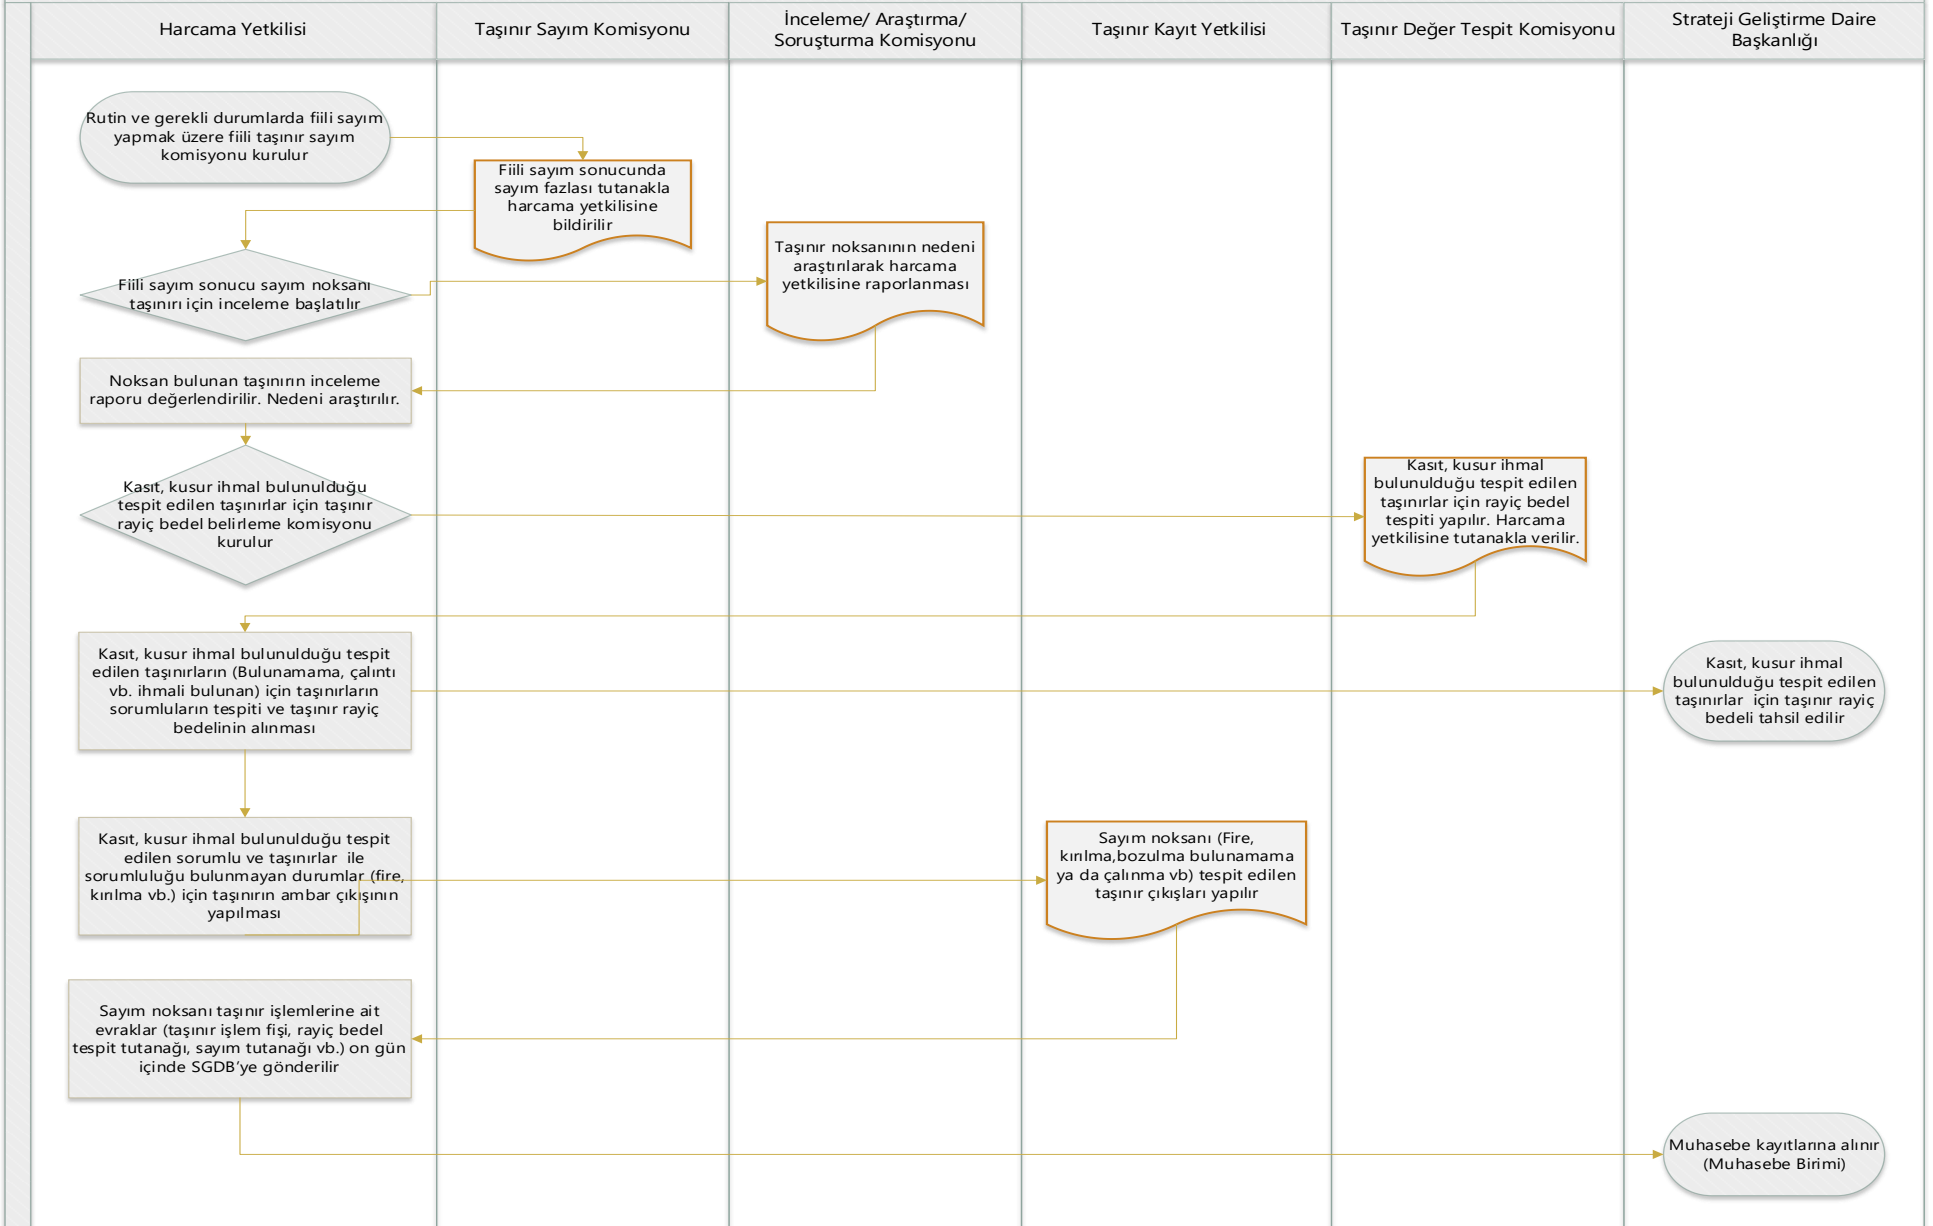 Harcama Yetkilisi
Taşınır Sayım Komisyonu
İnceleme/ Araştırma/
Soruşturma Komisyonu
Taşınır Kayıt Yetkilisi
Taşınır Değer Tespit Komisyonu
Strateji Geliştirme Daire
Başkanlığı
Rutin ve gerekli durumlarda fiili sayım
yapmak üzere fiili taşınır sayım
komisyonu kurulur
Fiili sayım sonucunda
sayım fazlası tutanakla
harcama yetkilisine
bildirilir
Fiili sayım sonucu sayım noksanı
taşınırı için inceleme başlatılır
Taşınır noksanının nedeni
araştırılarak harcama
yetkilisine raporlanması
Noksan bulunan taşınırın inceleme
raporu değerlendirilir. Nedeni araştırılır.
Kasıt, kusur ihmal bulunulduğu
tespit edilen taşınırlar için taşınır
rayiç bedel belirleme komisyonu
kurulur
Kasıt, kusur ihmal
bulunulduğu tespit edilen
taşınırlar için rayiç bedel
tespiti yapılır. Harcama
yetkilisine tutanakla verilir.
Kasıt, kusur ihmal bulunulduğu tespit
edilen taşınırların (Bulunamama, çalıntı
vb. ihmali bulunan) için taşınırların
sorumluların tespiti ve taşınır rayiç
bedelinin alınması
Kasıt, kusur ihmal
bulunulduğu tespit edilen
taşınırlar  için taşınır rayiç
bedeli tahsil edilir
Kasıt, kusur ihmal bulunulduğu tespit
edilen sorumlu ve taşınırlar  ile
sorumluluğu bulunmayan durumlar (fire,
kırılma vb.) için taşınırın ambar çıkışının
yapılması
Sayım noksanı (Fire,
kırılma,bozulma bulunamama
ya da çalınma vb) tespit edilen
taşınır çıkışları yapılır
Sayım noksanı taşınır işlemlerine ait
evraklar (taşınır işlem fişi, rayiç bedel
tespit tutanağı, sayım tutanağı vb.) on gün
içinde SGDB’ye gönderilir
Muhasebe kayıtlarına alınır
(Muhasebe Birimi)